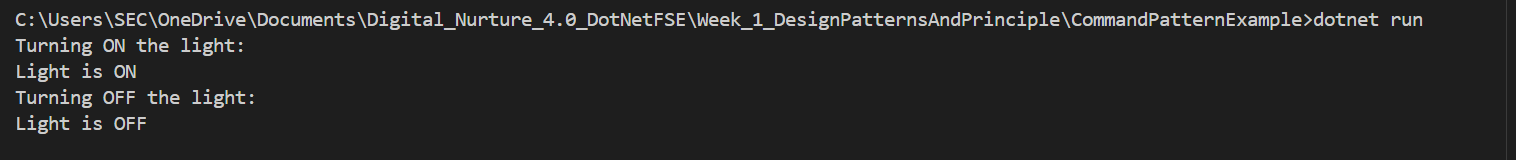 C:\Users\SEC\OneDrive\Documents\Digital_Nurture_4.0_DotNetFSE\Week_1_DesignPatternsAndPrinciple\CommandPatternExample>dotnet run
Turning ON the light:
Light is ON
Turning OFF the light:
Light is OFF